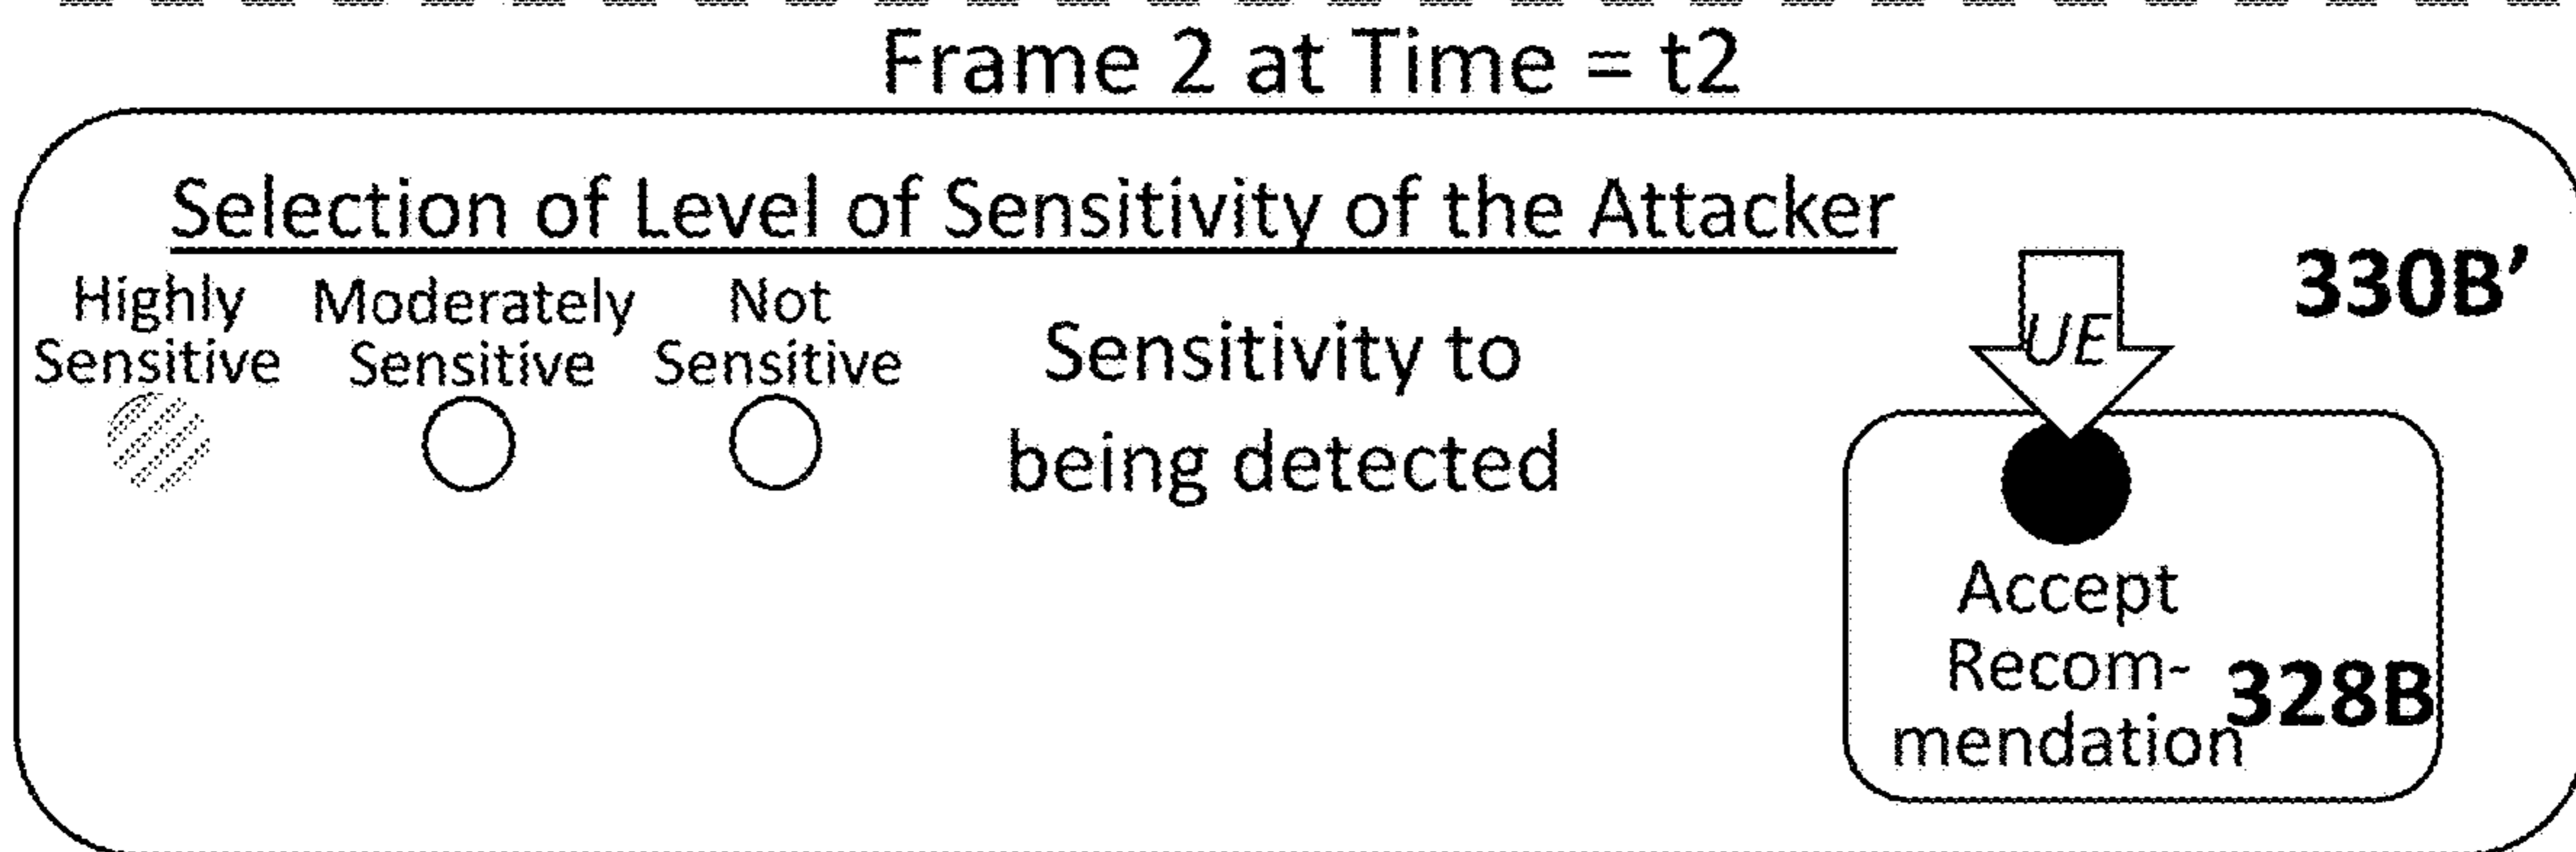 Frame 2 at Time = t2
Selection of Level of Sensitivity of the Attacker
Highly Moderately Not
Sensitive Sensitive Sensitive
Sensitivity to
being detected
UE
330B’
Accept
Recom-
mendation
328B